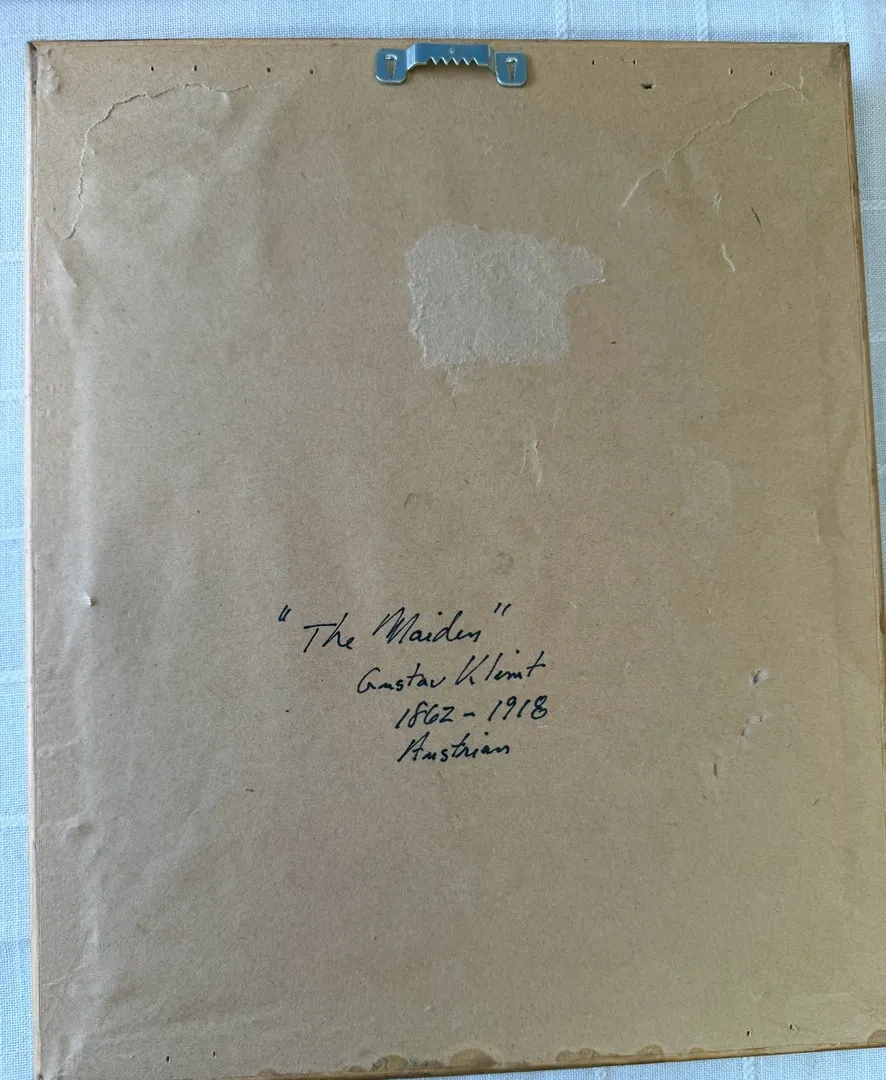 "The Maiden"
Gustav Klimt
1862-1918
Austrian